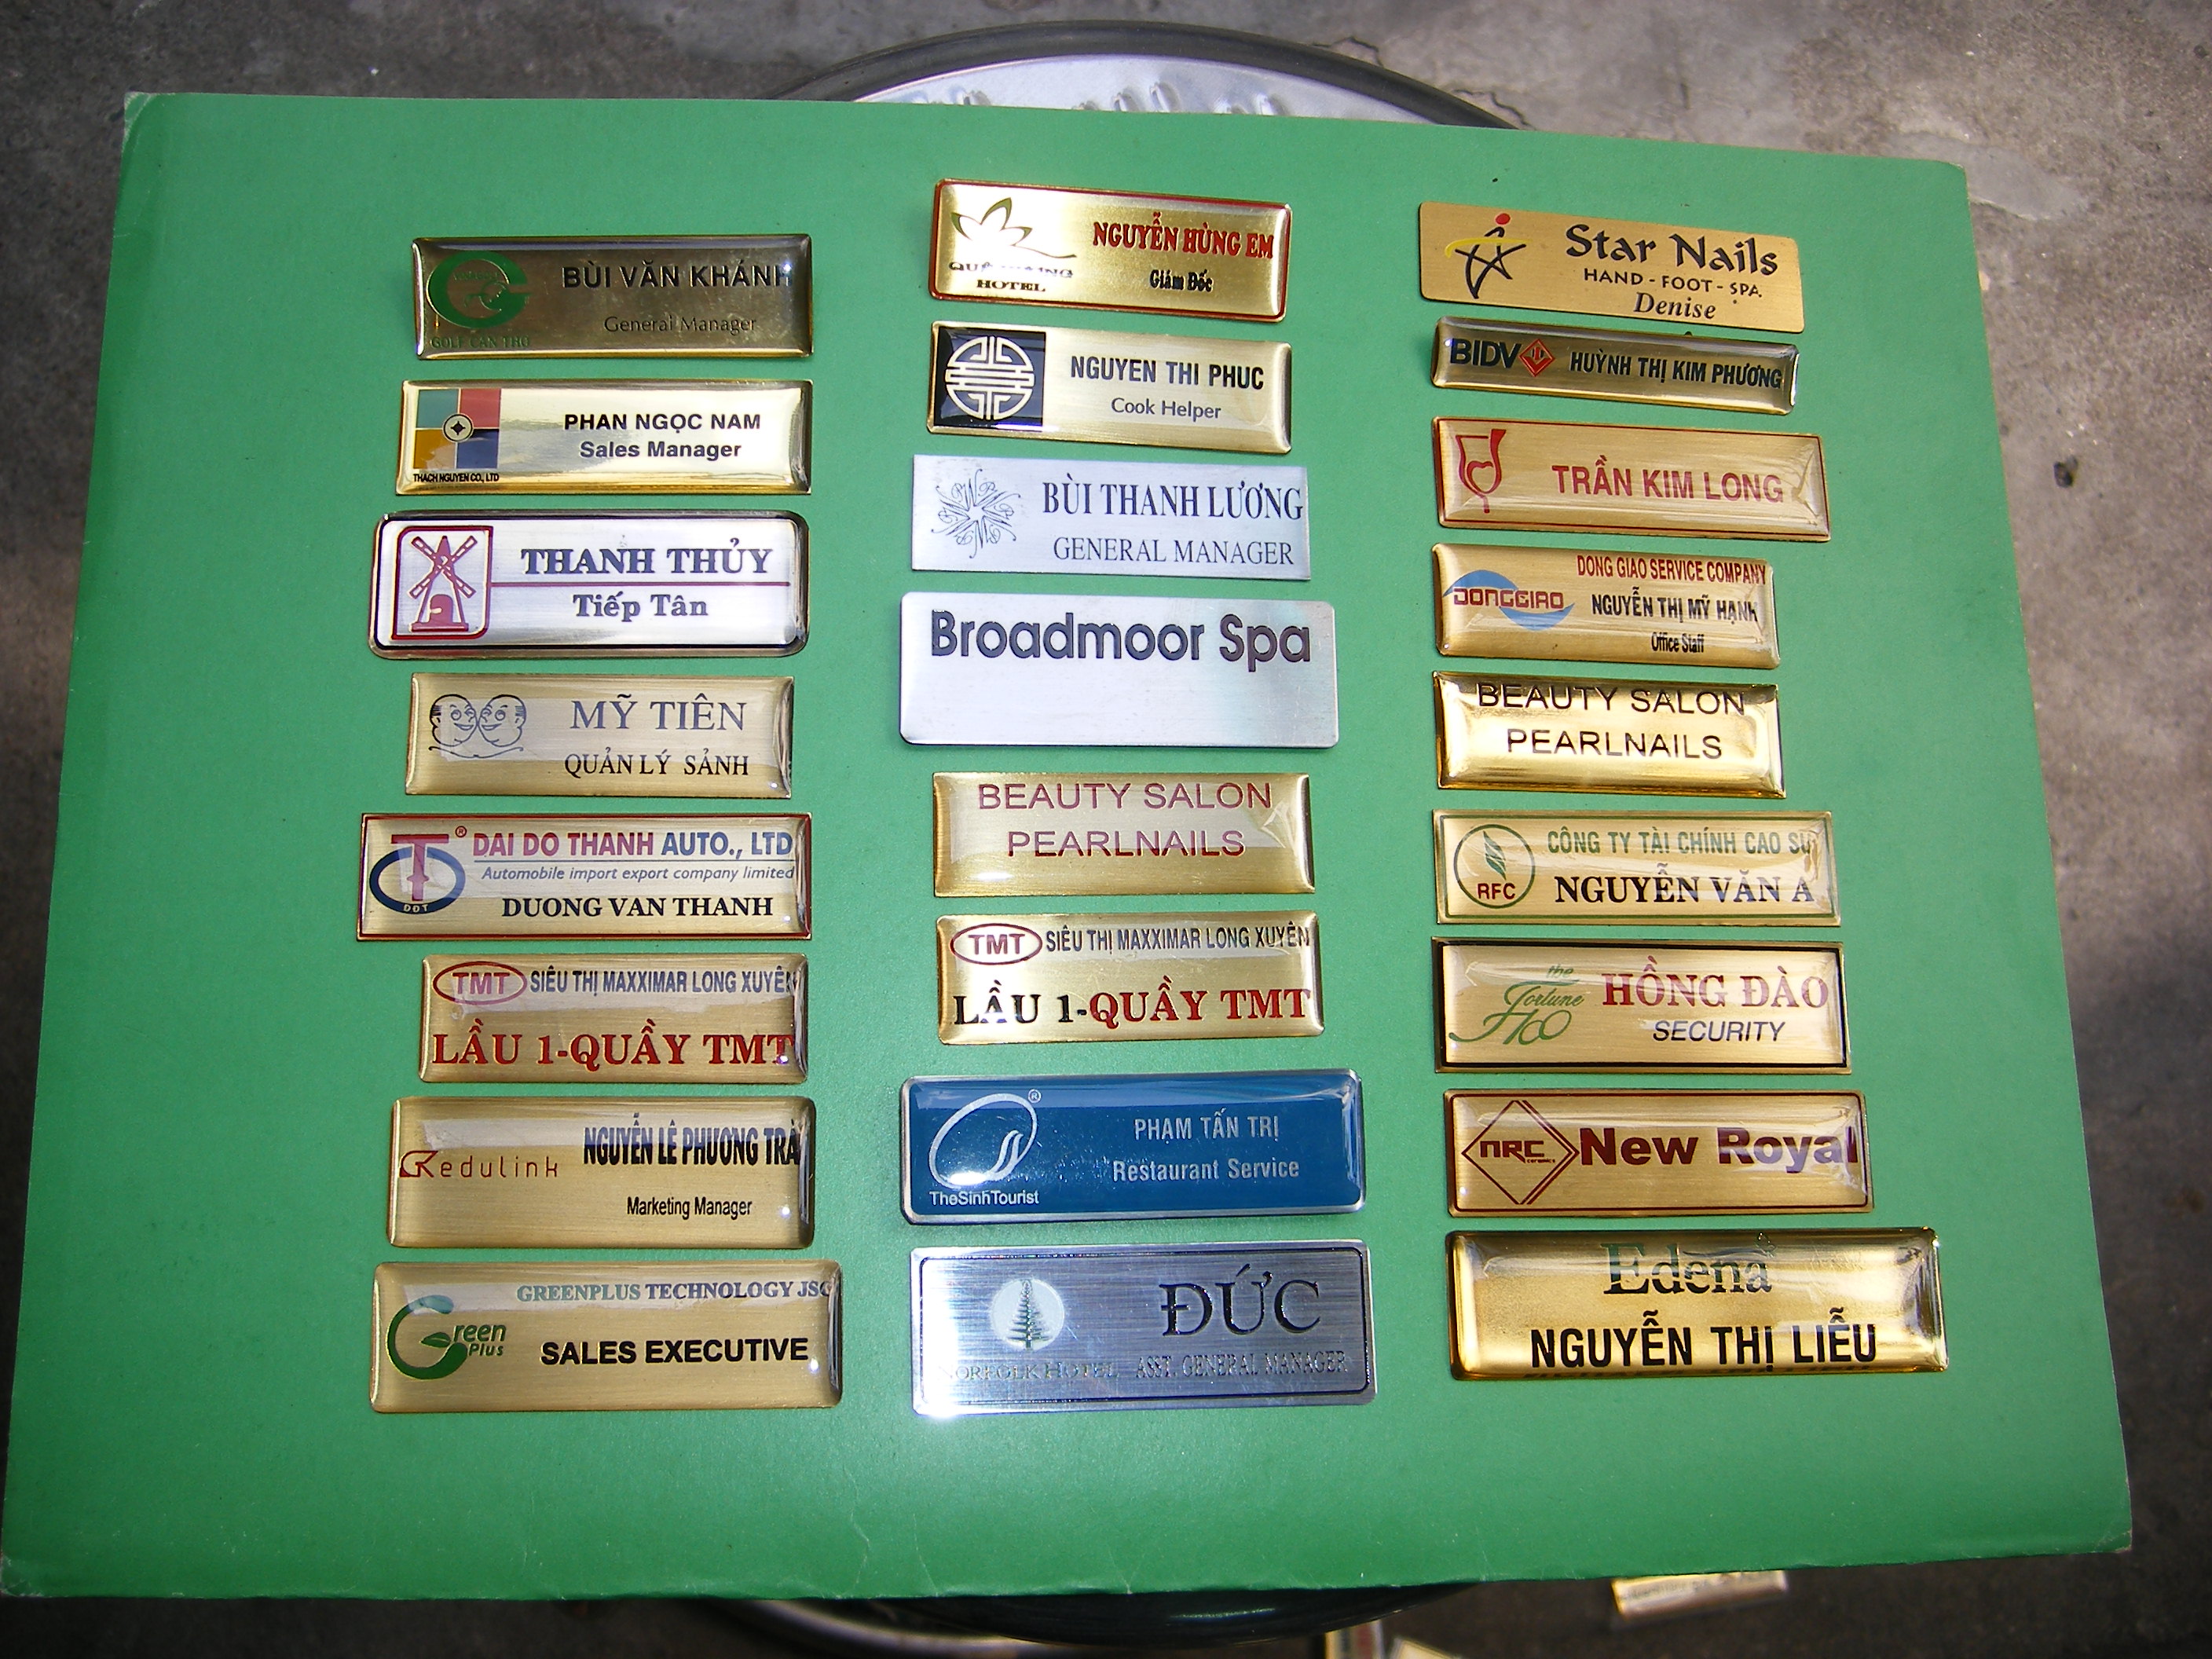 BÙI VĂN KHÁNH
General Manager
GOLF CAN THO
PHAN NGỌC NAM
Sales Manager
THACH NGUYEN CO., LTD
THANH THỦY
Tiếp Tân
MỸ TIÊN
QUẢN LÝ SẢNH
T ®
DDT
DAI DO THANH AUTO., LTD
Automobile import export company limited
DUONG VAN THANH
TMT SIÊU THỊ MAXXIMAR LONG XUYÊN
LẦU 1-QUẦY TMT
NGUYỄN LÊ PHƯƠNG TRÀ
edulink
Marketing Manager
GREENPLUS TECHNOLOGY JSC
Green
Plus
SALES EXECUTIVE
NGUYỄN HÙNG EM
Giám Đốc
HOTEL
NGUYEN THI PHUC
Cook Helper
BÙI THANH LƯƠNG
GENERAL MANAGER
Broadmoor Spa
BEAUTY SALON
PEARLNAILS
TMT SIÊU THỊ MAXXIMAR LONG XUYÊN
LẦU 1-QUẦY TMT
®
PHẠM TẤN TRỊ
Restaurant Service
TheSinhTourist
ĐỨC
NORFOLK HOTEL ASST. GENERAL MANAGER
Star Nails
HAND - FOOT - SPA
Denise
BIDV HUỲNH THỊ KIM PHƯƠNG
TRẦN KIM LONG
DONG GIAO SERVICE COMPANY
DONGGIAO
NGUYỄN THỊ MỸ HẠNH
Office Staff
BEAUTY SALON
PEARLNAILS
CÔNG TY TÀI CHÍNH CAO SU
RFC NGUYỄN VĂN A
the
Fortune
HCO
HỒNG ĐÀO
SECURITY
NRC New Royal
Edena
NGUYỄN THỊ LIỄU